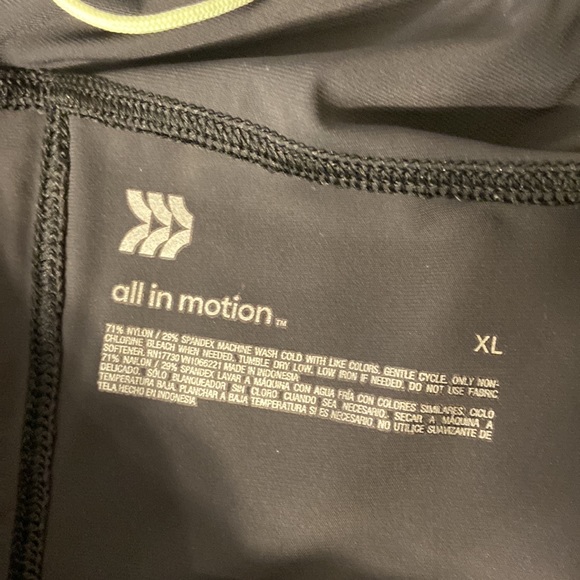 all in motion™
XL
71% NYLON / 29% SPANDEX MACHINE WASH COLD WITH LIKE COLORS, GENTLE CYCLE. ONLY NON-
CHLORINE BLEACH WHEN NEEDED. TUMBLE DRY LOW. LOW IRON IF NEEDED. DO NOT USE FABRIC
SOFTENER. RN17730 MADE IN INDONESIA
71% NAILON / 29% SPANDEX LAVAR A MÁQUINA CON AGUA FRÍA CON COLORES SIMILARES, CICLO
DELICADO. SÓLO BLANQUEADOR SIN CLORO CUANDO SEA NECESARIO. SECAR A MÁQUINA A
TEMPERATURA BAJA. PLANCHAR A BAJA TEMPERATURA SI ES NECESARIO. NO UTILICE SUAVIZANTE DE
TELA HECHO EN INDONESIA.